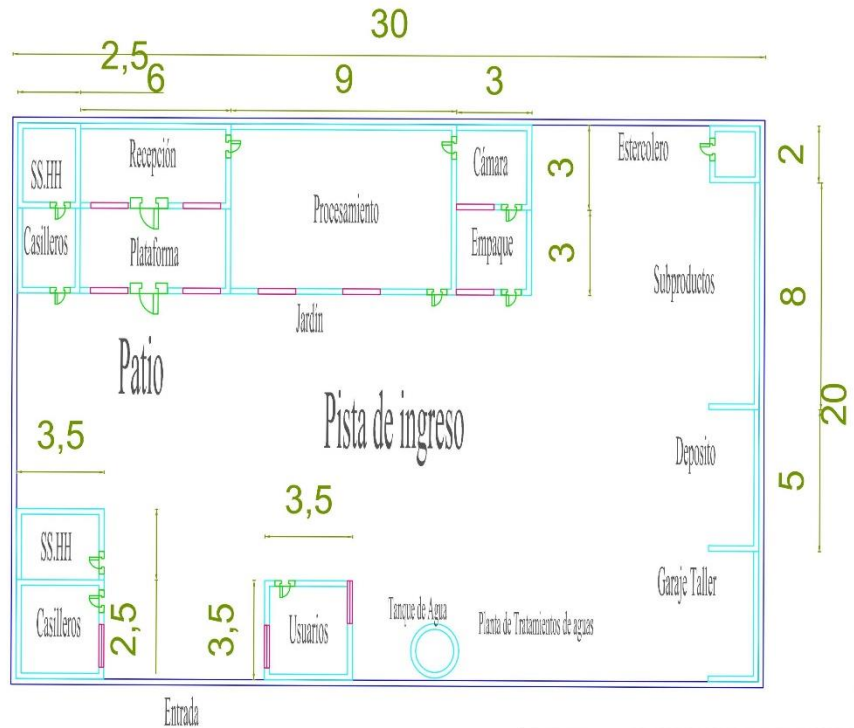 30
2,5
6
9
3
Recepción
Cámara
Estercolero
2
SS.HH
3
Procesamiento
Casilleros
Plataforma
Empaque
3
Subproductos
8
Jardín
Patio
Pista de ingreso
20
3,5
Deposito
5
3,5
SS.HH
Garaje Taller
Casilleros
2,5
3,5
Usuarios
Tanque de Agua
Planta de Tratamientos de aguas
Entrada